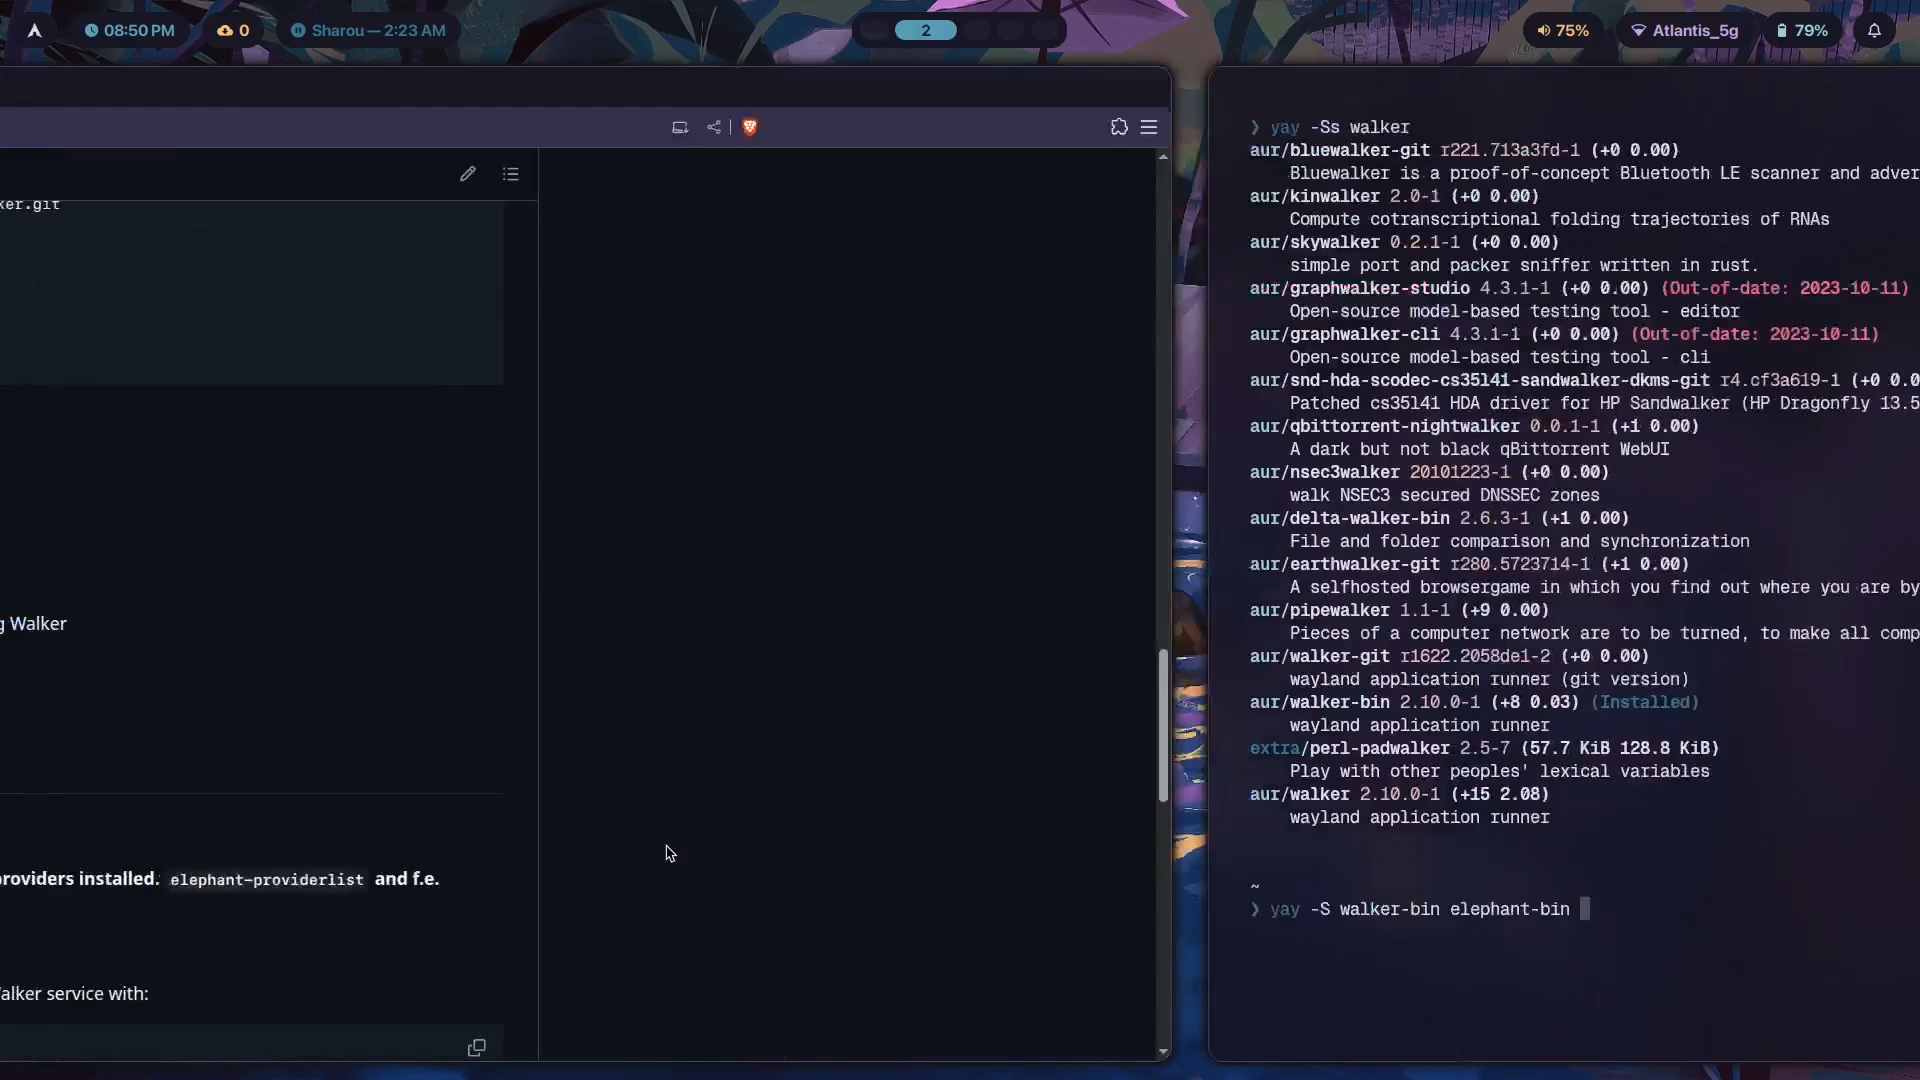 08:50 PM
0
Sharou — 2:23 AM
2
75%
Atlantis_5g
79%
ker.git
g Walker
roviders installed. elephant-providerlist and f.e.
alker service with:
❯ yay -Ss walker
aur/bluewalker-git r221.713a3fd-1 (+0 0.00)
Bluewalker is a proof-of-concept Bluetooth LE scanner and adver
aur/kinwalker 2.0-1 (+0 0.00)
Compute cotranscriptional folding trajectories of RNAs
aur/skywalker 0.2.1-1 (+0 0.00)
simple port and packer sniffer written in rust.
aur/graphwalker-studio 4.3.1-1 (+0 0.00) (Out-of-date: 2023-10-11)
Open-source model-based testing tool - editor
aur/graphwalker-cli 4.3.1-1 (+0 0.00) (Out-of-date: 2023-10-11)
Open-source model-based testing tool - cli
aur/snd-hda-scodec-cs35l41-sandwalker-dkms-git r4.cf3a619-1 (+0 0.0
Patched cs35l41 HDA driver for HP Sandwalker (HP Dragonfly 13.5
aur/qbittorrent-nightwalker 0.0.1-1 (+1 0.00)
A dark but not black qBittorrent WebUI
aur/nsec3walker 20101223-1 (+0 0.00)
walk NSEC3 secured DNSSEC zones
aur/delta-walker-bin 2.6.3-1 (+1 0.00)
File and folder comparison and synchronization
aur/earthwalker-git r280.5723714-1 (+1 0.00)
A selfhosted browsergame in which you find out where you are by
aur/pipewalker 1.1-1 (+9 0.00)
Pieces of a computer network are to be turned, to make all comp
aur/walker-git r1622.2058de1-2 (+0 0.00)
wayland application runner (git version)
aur/walker-bin 2.10.0-1 (+8 0.03) (Installed)
wayland application runner
extra/perl-padwalker 2.5-7 (57.7 KiB 128.8 KiB)
Play with other peoples' lexical variables
aur/walker 2.10.0-1 (+15 2.08)
wayland application runner
~
❯ yay -S walker-bin elephant-bin